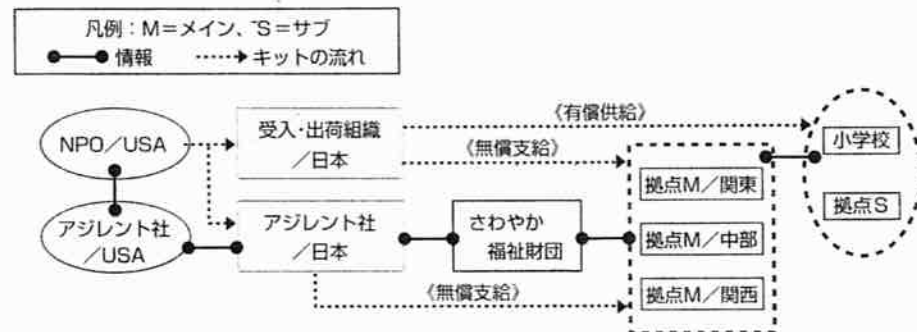 凡例：M＝メイン、S＝サブ
情報
キットの流れ
NPO／USA
アジレント社
／USA
受入・出荷組織
／日本
アジレント社
／日本
さわやか
福祉財団
《有償供給》
《無償支給》
《無償支給》
拠点M／関東
拠点M／中部
拠点M／関西
小学校
拠点S